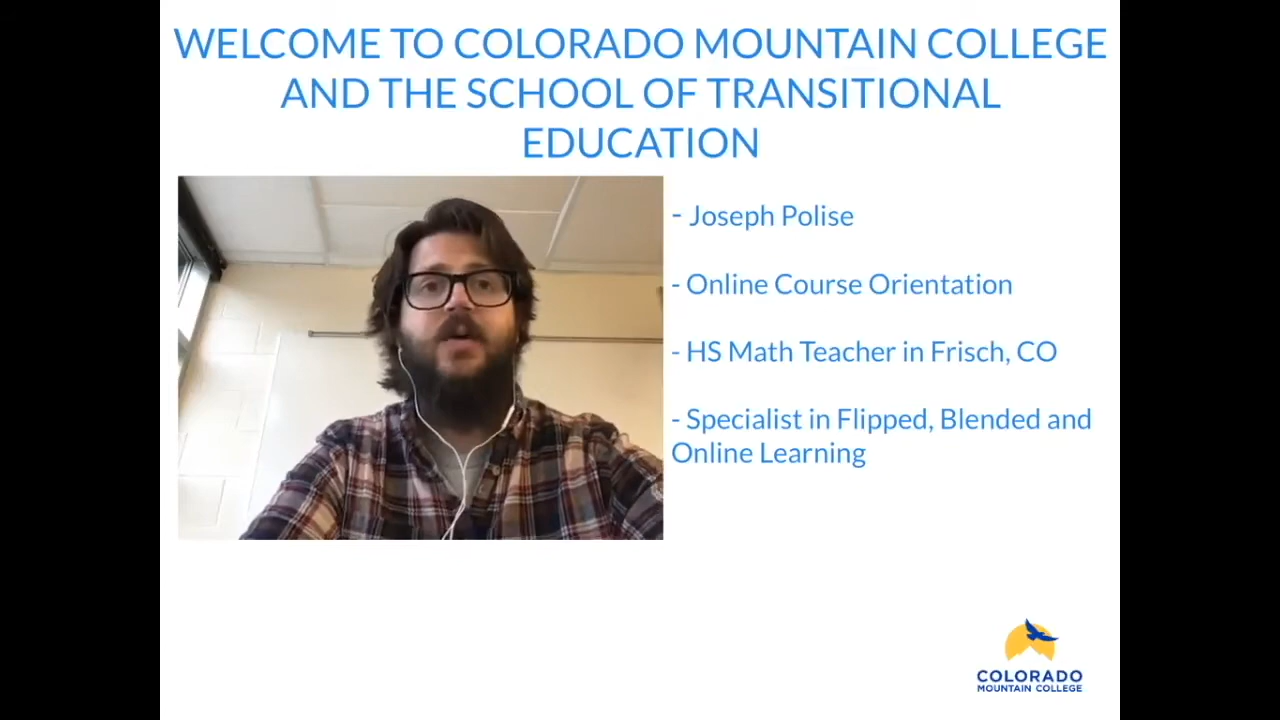 WELCOME TO COLORADO MOUNTAIN COLLEGE
AND THE SCHOOL OF TRANSITIONAL
EDUCATION
- Joseph Polise
- Online Course Orientation
- HS Math Teacher in Frisch, CO
- Specialist in Flipped, Blended and
Online Learning
COLORADO
MOUNTAIN COLLEGE